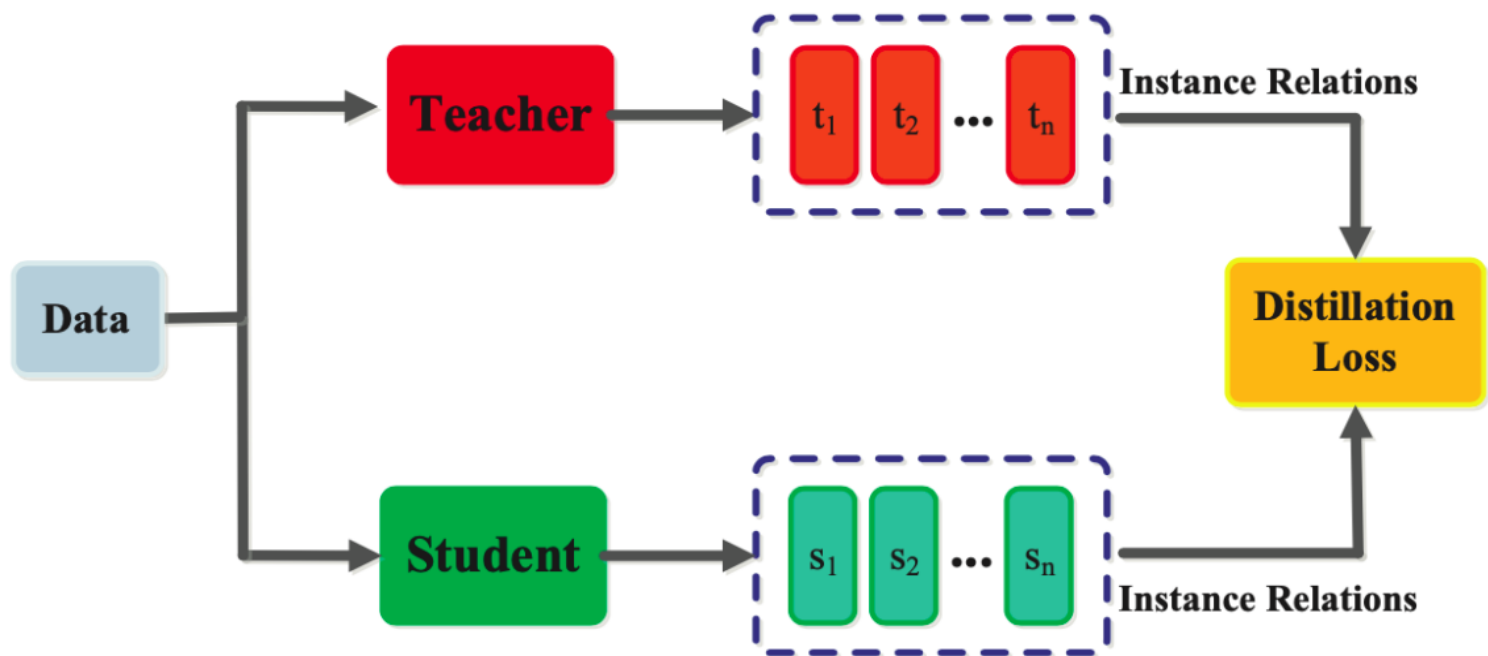 Teacher
t₁ t₂ ... tₙ
Instance Relations
Data
Distillation
Loss
Student
s₁ s₂ ... sₙ
Instance Relations